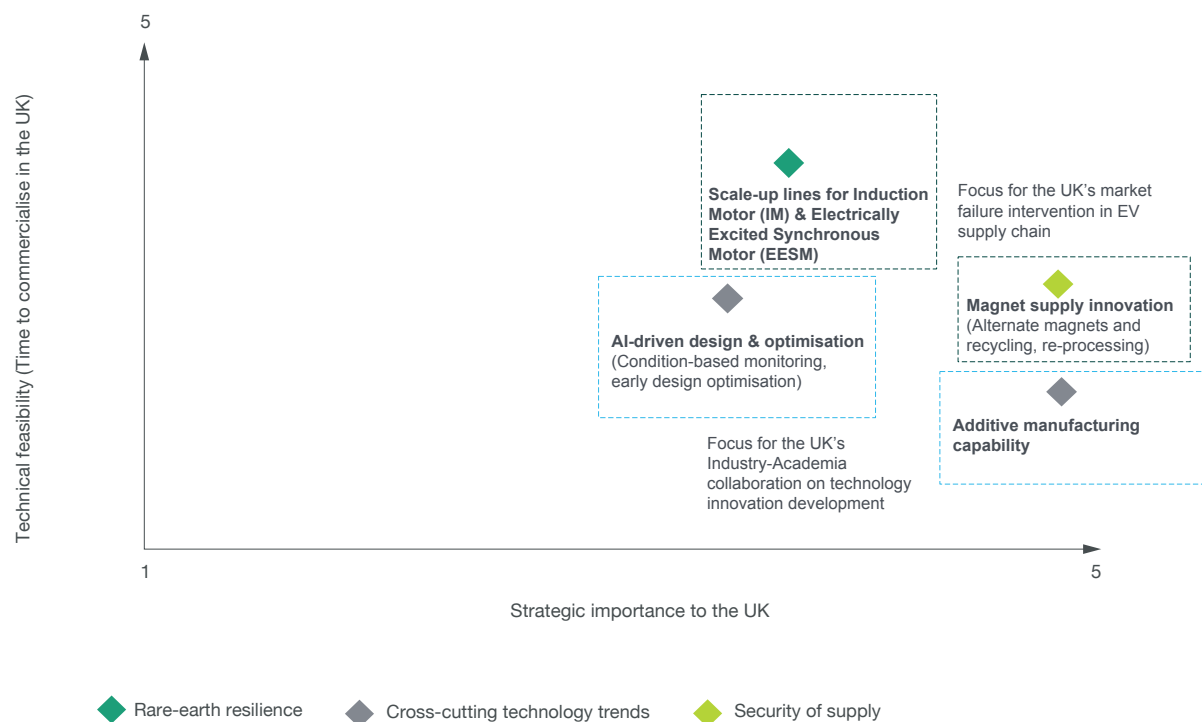 5
Technical feasibility (Time to commercialise in the UK)
Scale-up lines for Induction
Motor (IM) & Electrically
Excited Synchronous
Motor (EESM)
Focus for the UK’s market
failure intervention in EV
supply chain
Magnet supply innovation
(Alternate magnets and
recycling, re-processing)
AI-driven design & optimisation
(Condition-based monitoring,
early design optimisation)
Additive manufacturing
capability
Focus for the UK’s
Industry-Academia
collaboration on technology
innovation development
1
5
Strategic importance to the UK
Rare-earth resilience
Cross-cutting technology trends
Security of supply